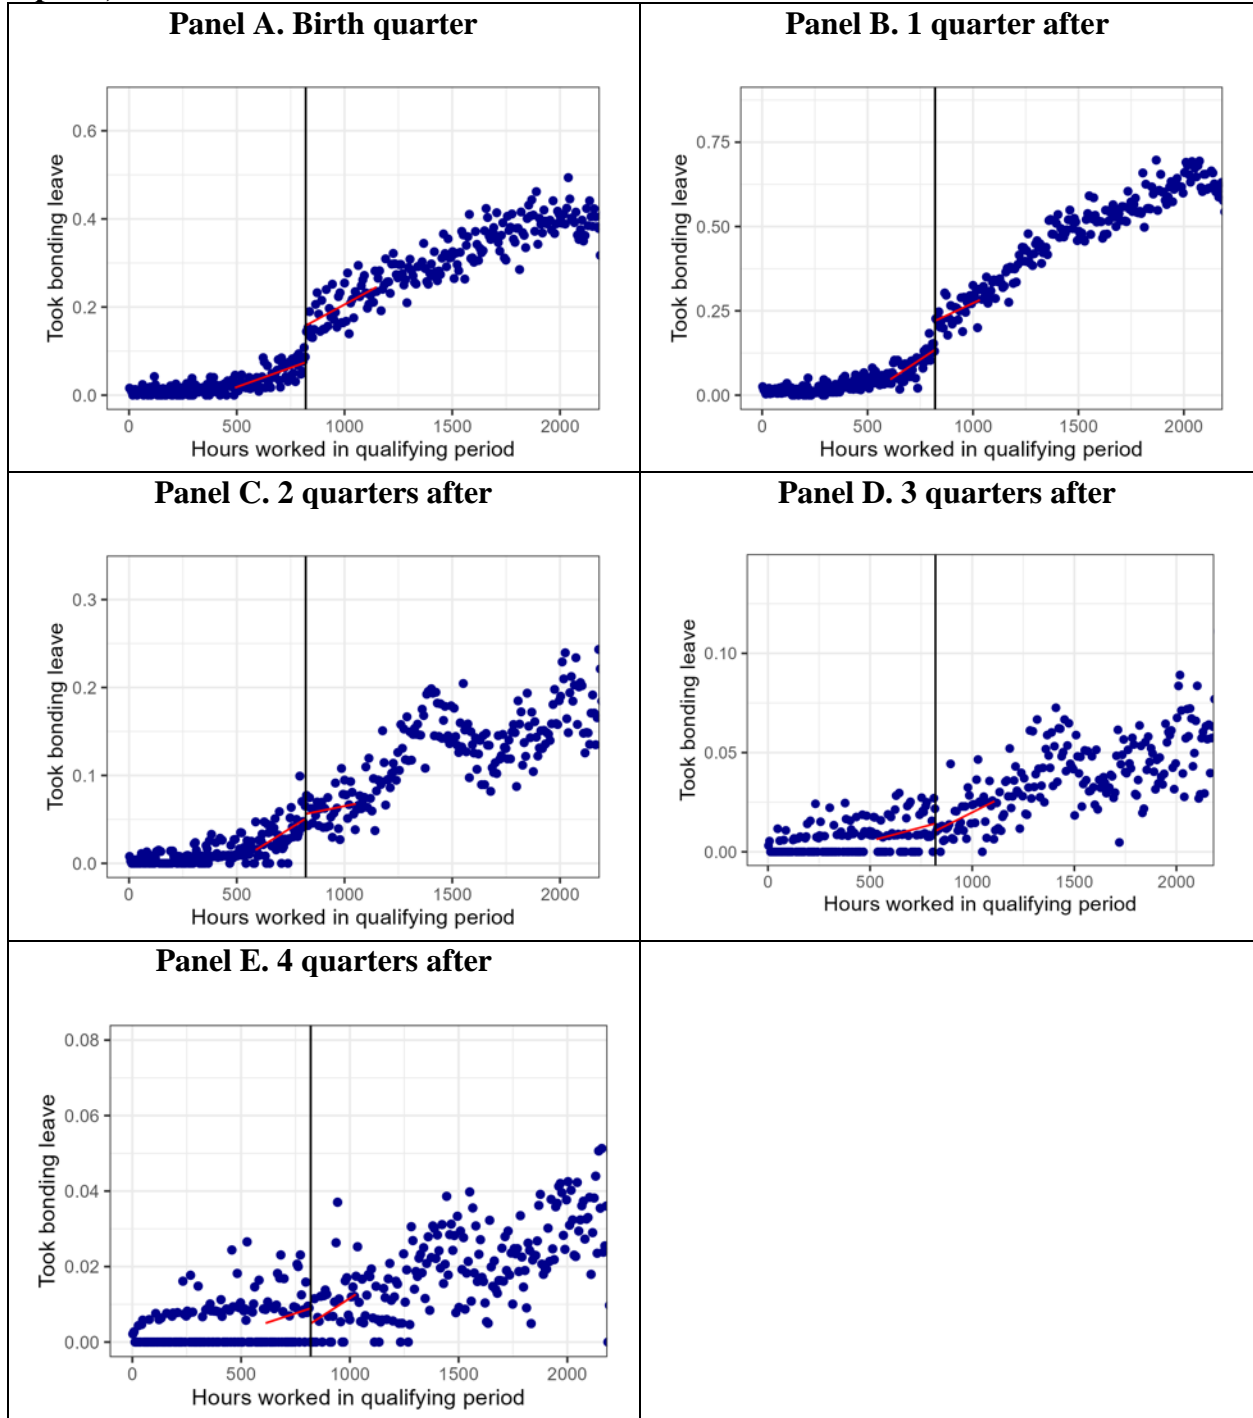 Panel A. Birth quarter
Took bonding leave
0.6
0.4
0.2
0.0
0 500 1000 1500 2000
Hours worked in qualifying period
Panel B. 1 quarter after
Took bonding leave
0.75
0.50
0.25
0.00
0 500 1000 1500 2000
Hours worked in qualifying period
Panel C. 2 quarters after
Took bonding leave
0.3
0.2
0.1
0.0
0 500 1000 1500 2000
Hours worked in qualifying period
Panel D. 3 quarters after
Took bonding leave
0.10
0.05
0.00
0 500 1000 1500 2000
Hours worked in qualifying period
Panel E. 4 quarters after
Took bonding leave
0.08
0.06
0.04
0.02
0.00
0 500 1000 1500 2000
Hours worked in qualifying period